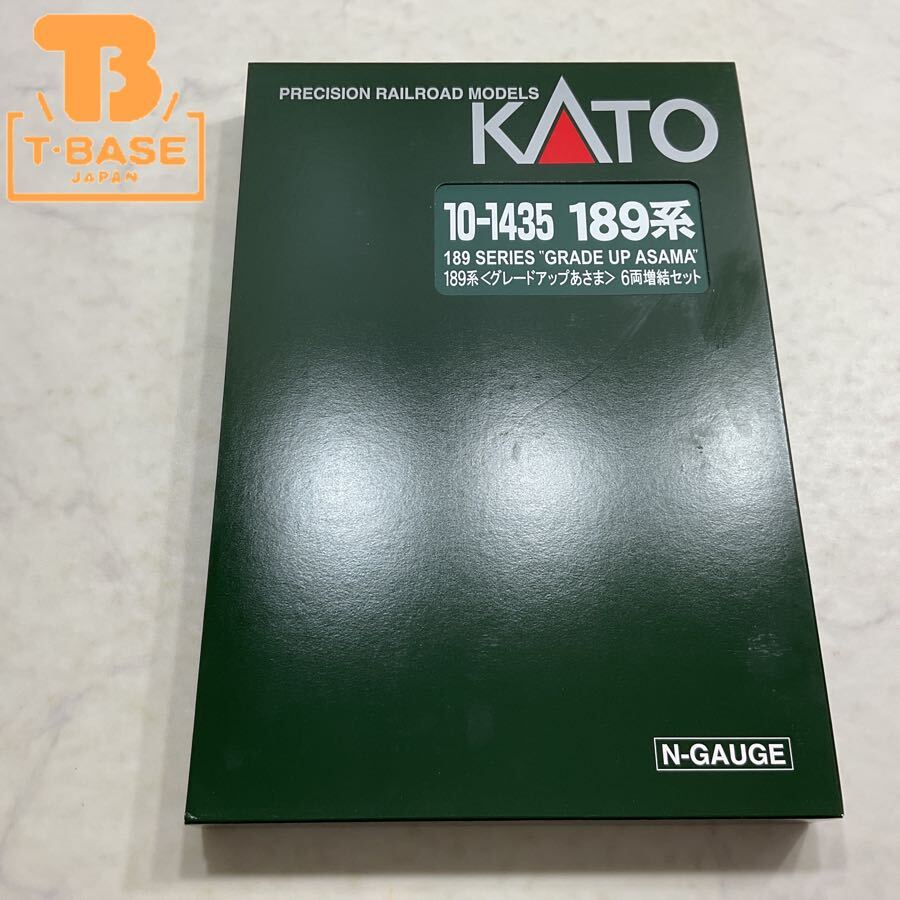 B
T·BASE
JAPAN
PRECISION RAILROAD MODELS
KATO
10-1435 189系
189 SERIES "GRADE UP ASAMA"
189系<グレードアップあさま> 6両増結セット
N-GAUGE